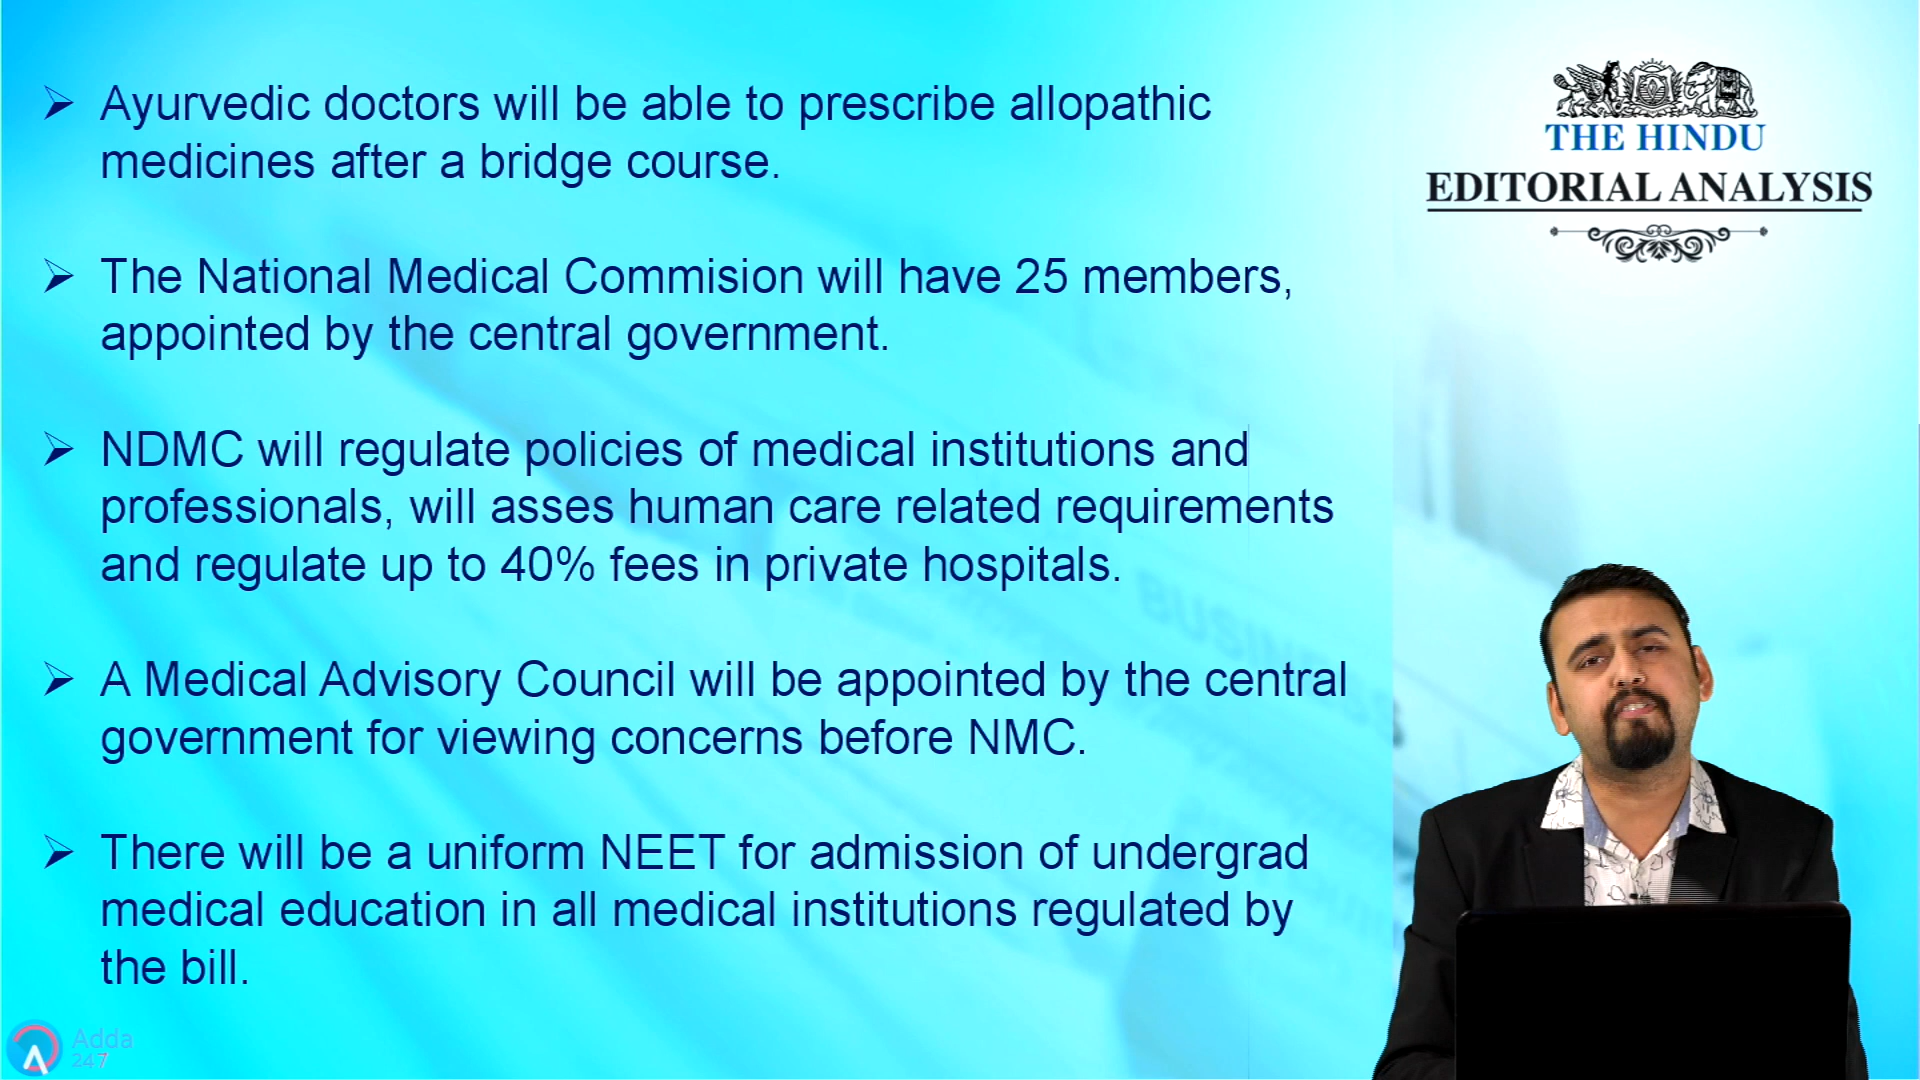 Ayurvedic doctors will be able to prescribe allopathic
medicines after a bridge course.
The National Medical Commision will have 25 members,
appointed by the central government.
NDMC will regulate policies of medical institutions and
professionals, will asses human care related requirements
and regulate up to 40% fees in private hospitals.
A Medical Advisory Council will be appointed by the central
government for viewing concerns before NMC.
There will be a uniform NEET for admission of undergrad
medical education in all medical institutions regulated by
the bill.
THE HINDU
EDITORIAL ANALYSIS
BUSINESS
Adda
247